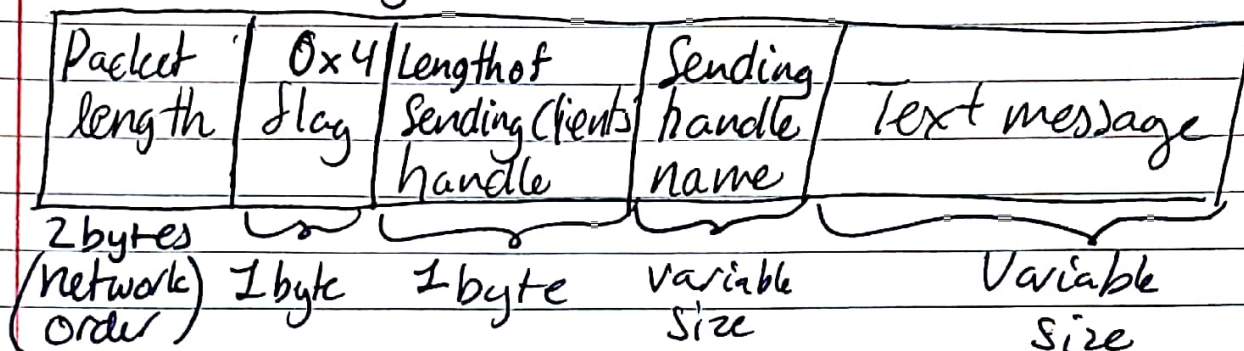 Packet length
0x4 flag
Length of Sending Clients' handle
Sending handle name
Text message
2 bytes (network order)
1 byte
1 byte
variable size
Variable size